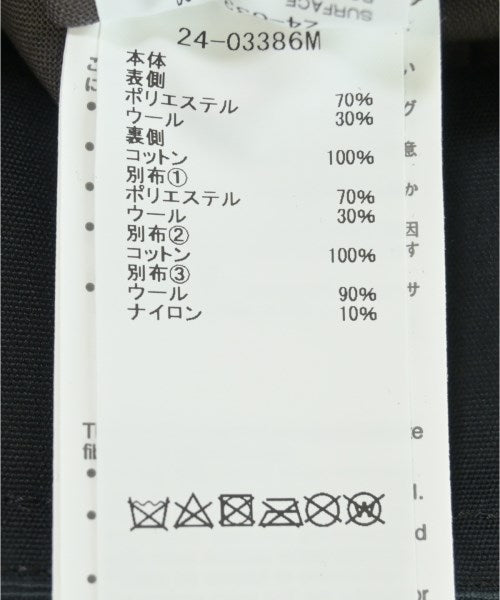 SURFACE
24-03386M
本体
表側
ポリエステル 70%
ウール 30%
裏側
コットン 100%
別布①
ポリエステル 70%
ウール 30%
別布②
コットン 100%
別布③
ウール 90%
ナイロン 10%
W